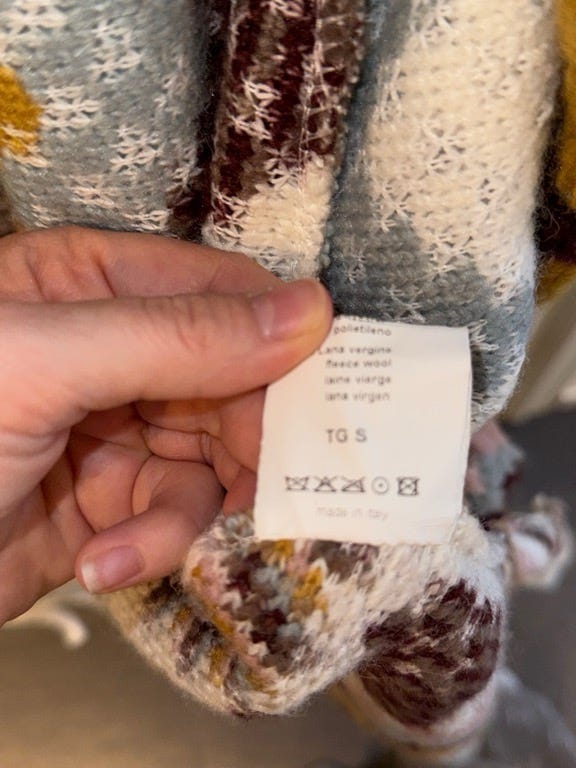 polietileno
Lana vergine
fleece wool
laine vierge
lana virgen
TG S
made in Italy